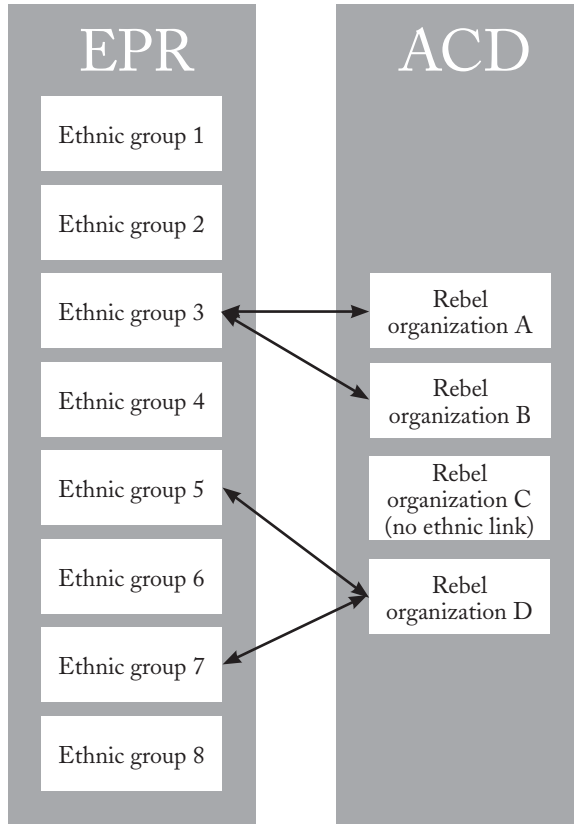 EPR
Ethnic group 1
Ethnic group 2
Ethnic group 3
Ethnic group 4
Ethnic group 5
Ethnic group 6
Ethnic group 7
Ethnic group 8
ACD
Rebel
organization A
Rebel
organization B
Rebel
organization C
(no ethnic link)
Rebel
organization D